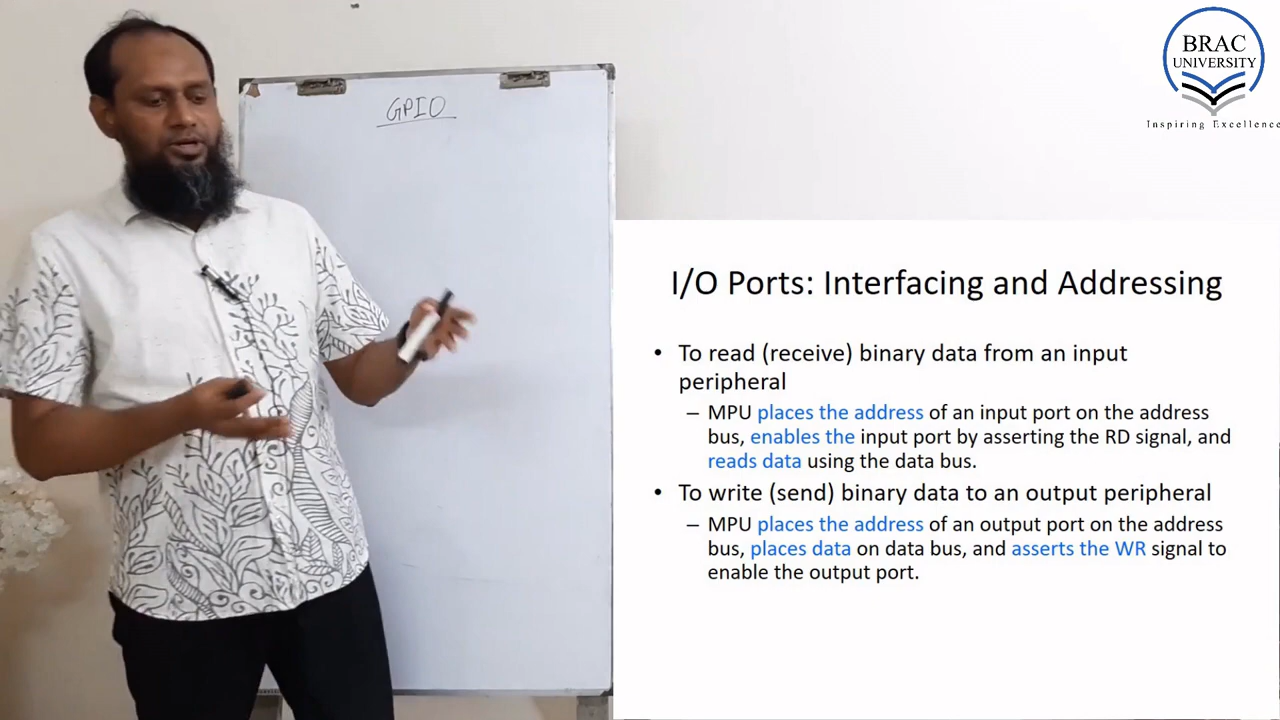 GPIO
BRAC
UNIVERSITY
Inspiring Excellence
I/O Ports: Interfacing and Addressing
• To read (receive) binary data from an input
peripheral
– MPU places the address of an input port on the address
bus, enables the input port by asserting the RD signal, and
reads data using the data bus.
• To write (send) binary data to an output peripheral
– MPU places the address of an output port on the address
bus, places data on data bus, and asserts the WR signal to
enable the output port.